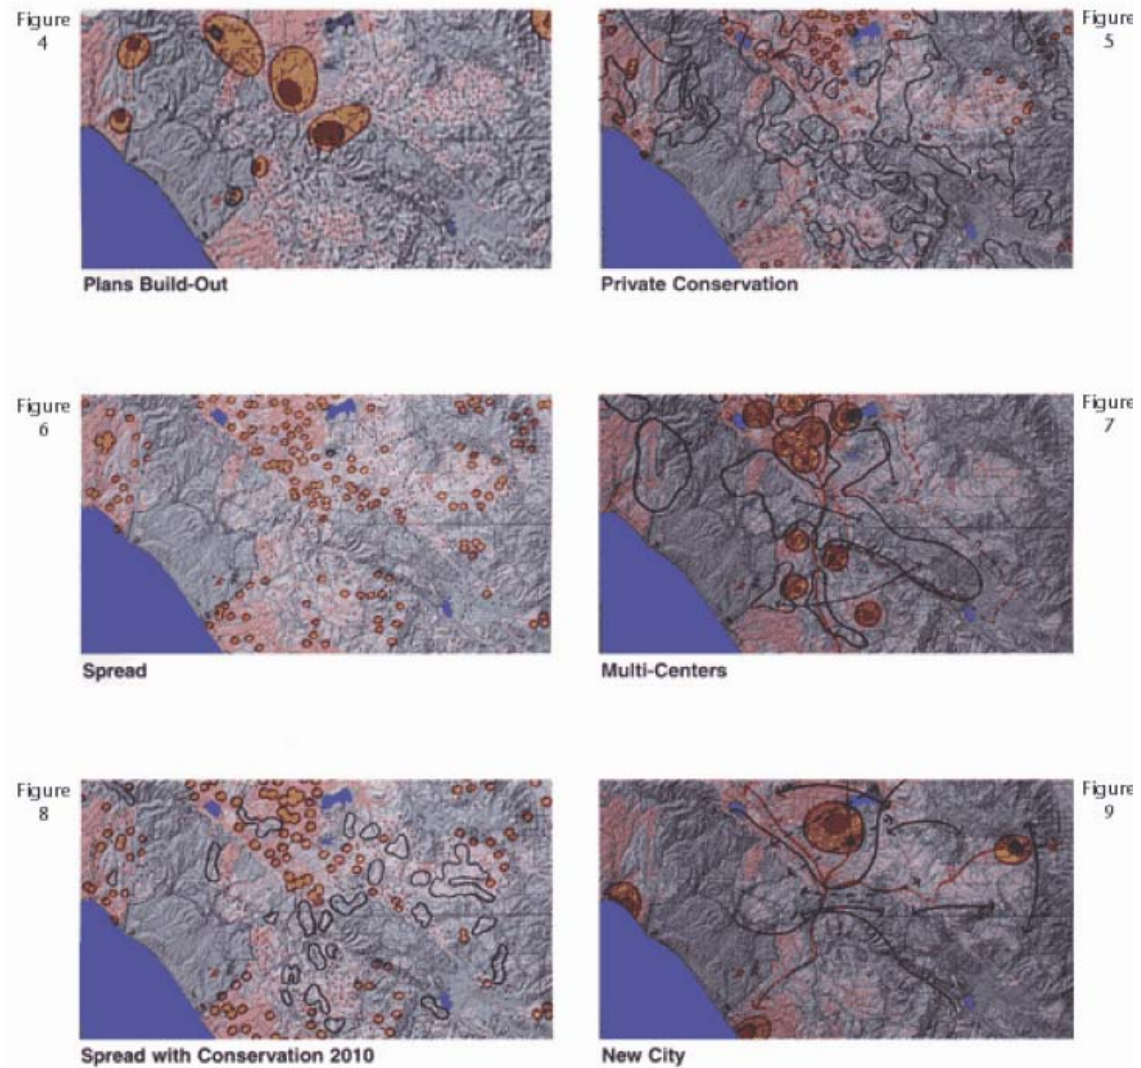 Figure
4
Plans Build-Out
Figure
5
Private Conservation
Figure
6
Spread
Figure
7
Multi-Centers
Figure
8
Spread with Conservation 2010
Figure
9
New City